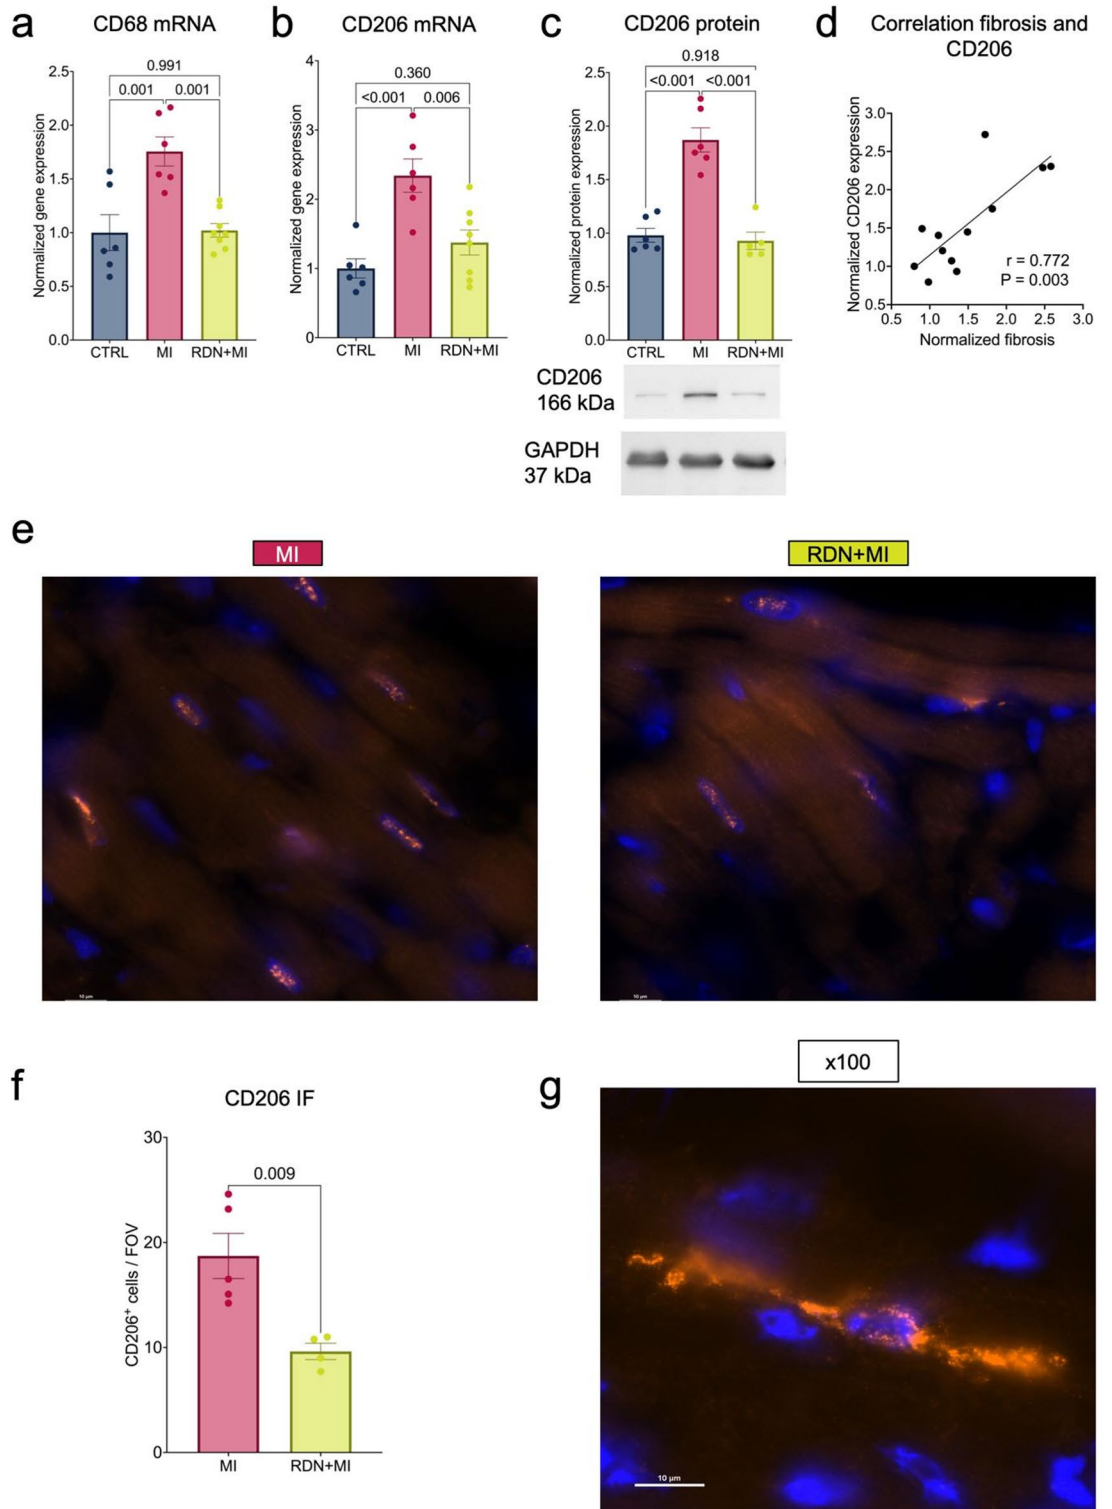 a
CD68 mRNA
Normalized gene expression
0.991
0.001
0.001
2.5
2.0
1.5
1.0
0.5
0.0
CTRL
MI
RDN+MI
b
CD206 mRNA
Normalized gene expression
0.360
<0.001
0.006
4
3
2
1
0
CTRL
MI
RDN+MI
c
CD206 protein
Normalized protein expression
0.918
<0.001
<0.001
2.5
2.0
1.5
1.0
0.5
0.0
CTRL
MI
RDN+MI
CD206
166 kDa
GAPDH
37 kDa
d
Correlation fibrosis and
CD206
Normalized CD206 expression
3.0
2.5
2.0
1.5
1.0
0.5
r = 0.772
P = 0.003
0.5
1.0
1.5
2.0
2.5
3.0
Normalized fibrosis
e
MI
RDN+MI
10 µm
10 µm
f
CD206 IF
CD206⁺ cells / FOV
0.009
30
20
10
0
MI
RDN+MI
g
x100
10 µm